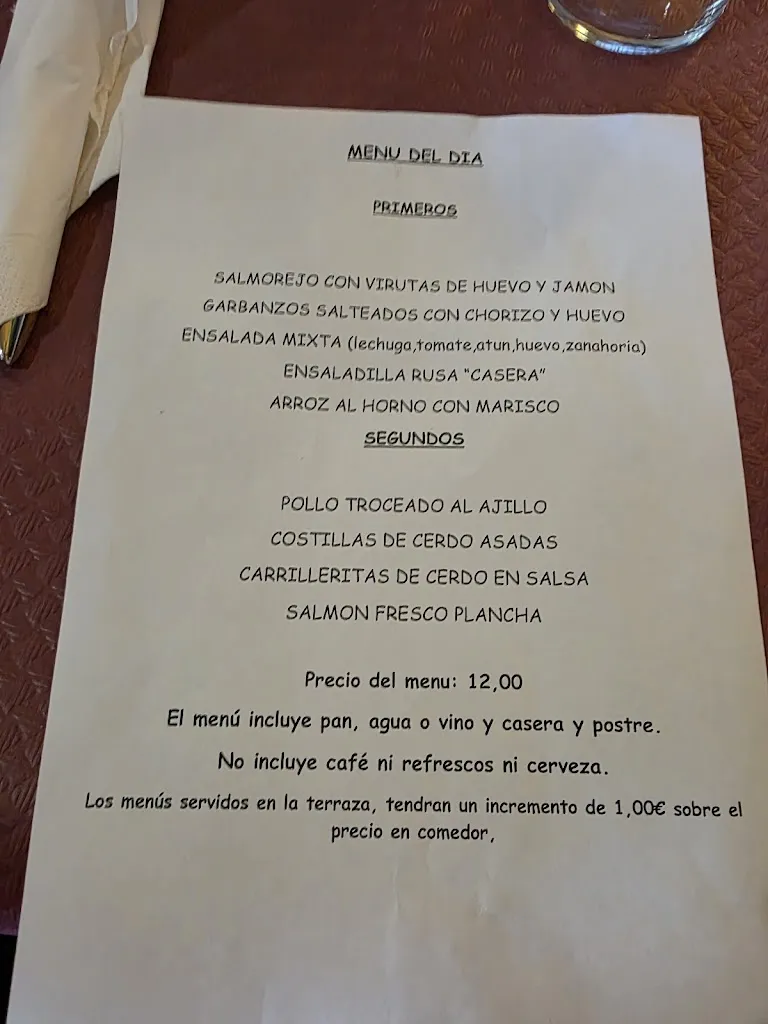 MENU DEL DIA
PRIMEROS
SALMOREJO CON VIRUTAS DE HUEVO Y JAMON
GARBANZOS SALTEADOS CON CHORIZO Y HUEVO
ENSALADA MIXTA (lechuga,tomate,atun,huevo,zanahoria)
ENSALADILLA RUSA “CASERA”
ARROZ AL HORNO CON MARISCO
SEGUNDOS
POLLO TROCEADO AL AJILLO
COSTILLAS DE CERDO ASADAS
CARRILLERITAS DE CERDO EN SALSA
SALMON FRESCO PLANCHA
Precio del menu: 12,00
El menú incluye pan, agua o vino y casera y postre.
No incluye café ni refrescos ni cerveza.
Los menús servidos en la terraza, tendran un incremento de 1,00€ sobre el
precio en comedor,